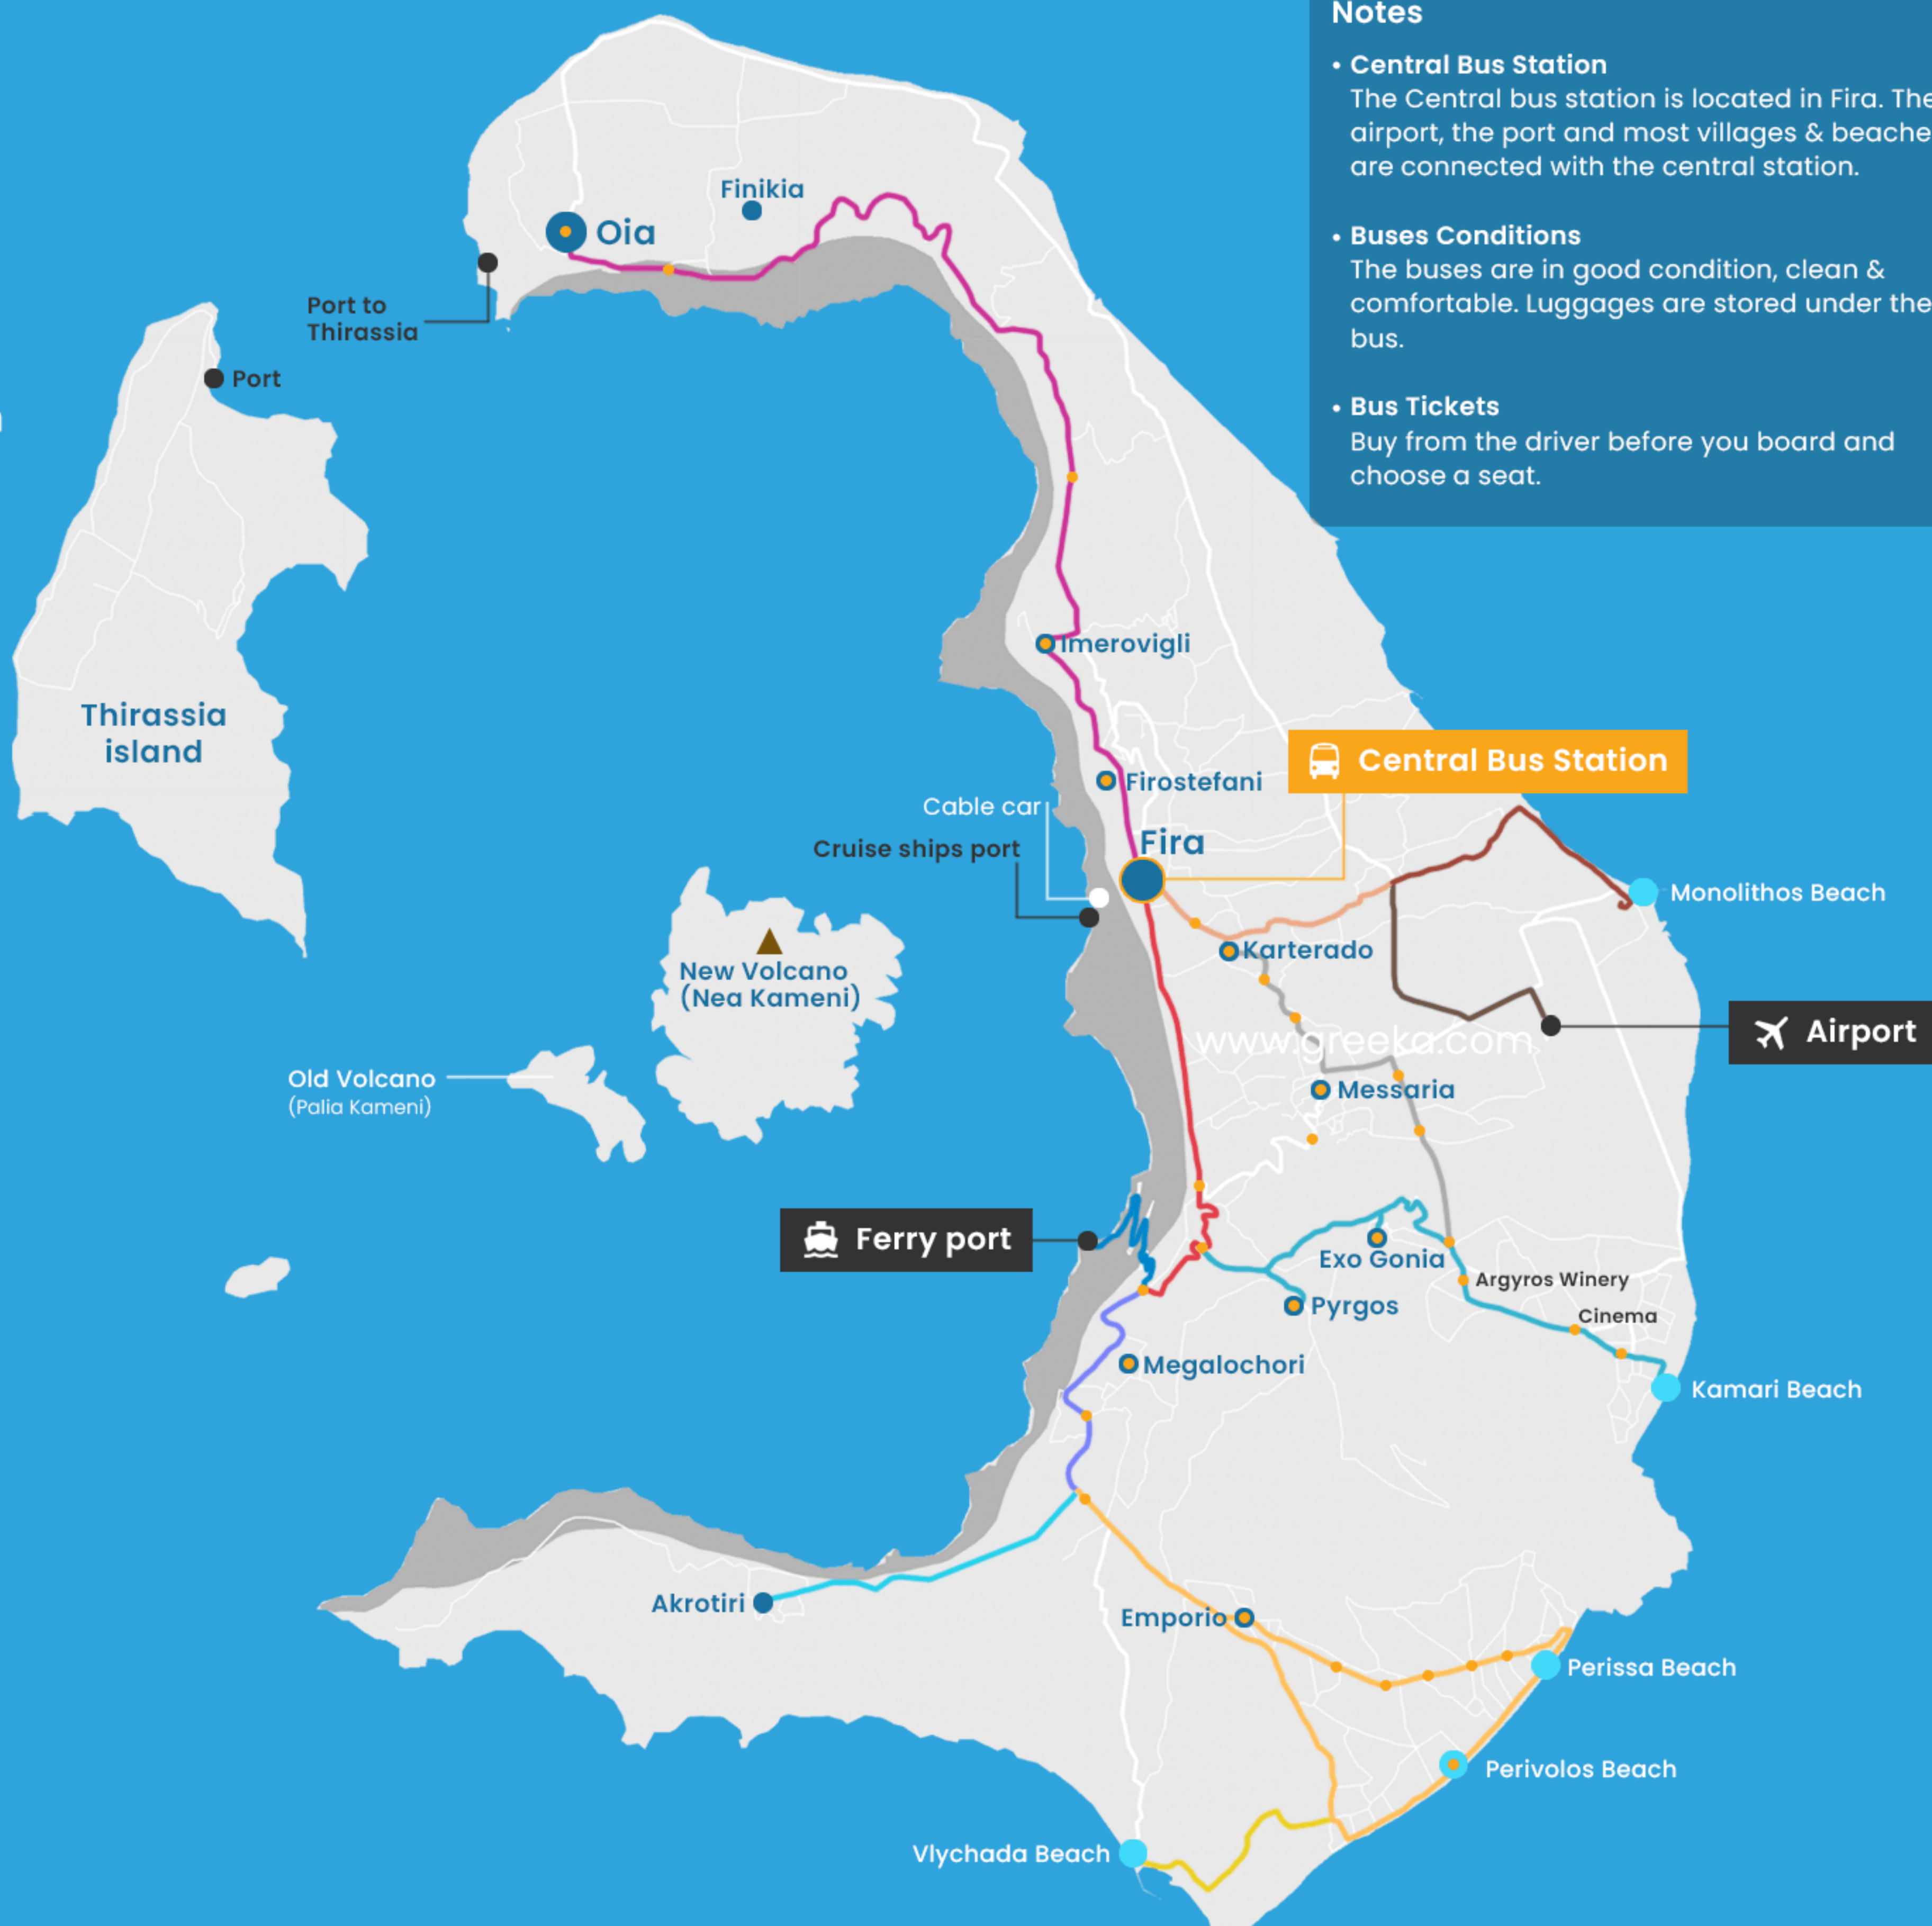 Notes
• Central Bus Station
The Central bus station is located in Fira. The
airport, the port and most villages & beache
are connected with the central station.
• Buses Conditions
The buses are in good condition, clean &
comfortable. Luggages are stored under the
bus.
• Bus Tickets
Buy from the driver before you board and
choose a seat.
Finikia
Oia
Port to
Thirassia
Port
Imerovigli
Thirassia
island
Central Bus Station
Firostefani
Cable car
Fira
Cruise ships port
Monolithos Beach
Karterado
New Volcano
(Nea Kameni)
www.greeka.com
Airport
Old Volcano
(Palia Kameni)
Messaria
Ferry port
Exo Gonia
Argyros Winery
Pyrgos
Cinema
Megalochori
Kamari Beach
Akrotiri
Emporio
Perissa Beach
Perivolos Beach
Vlychada Beach